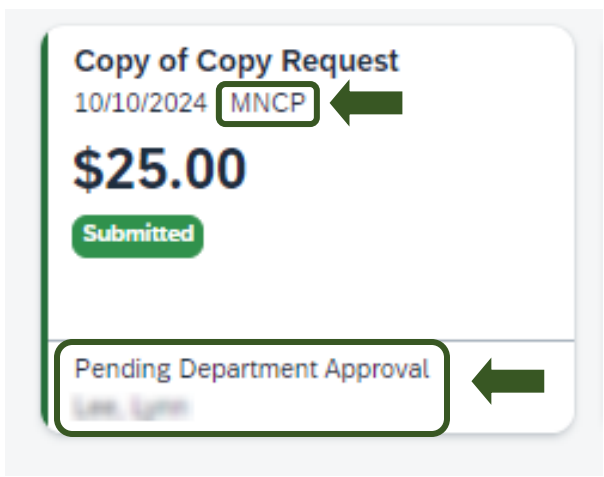 Copy of Copy Request
10/10/2024 MNCP
$25.00
Submitted
Pending Department Approval